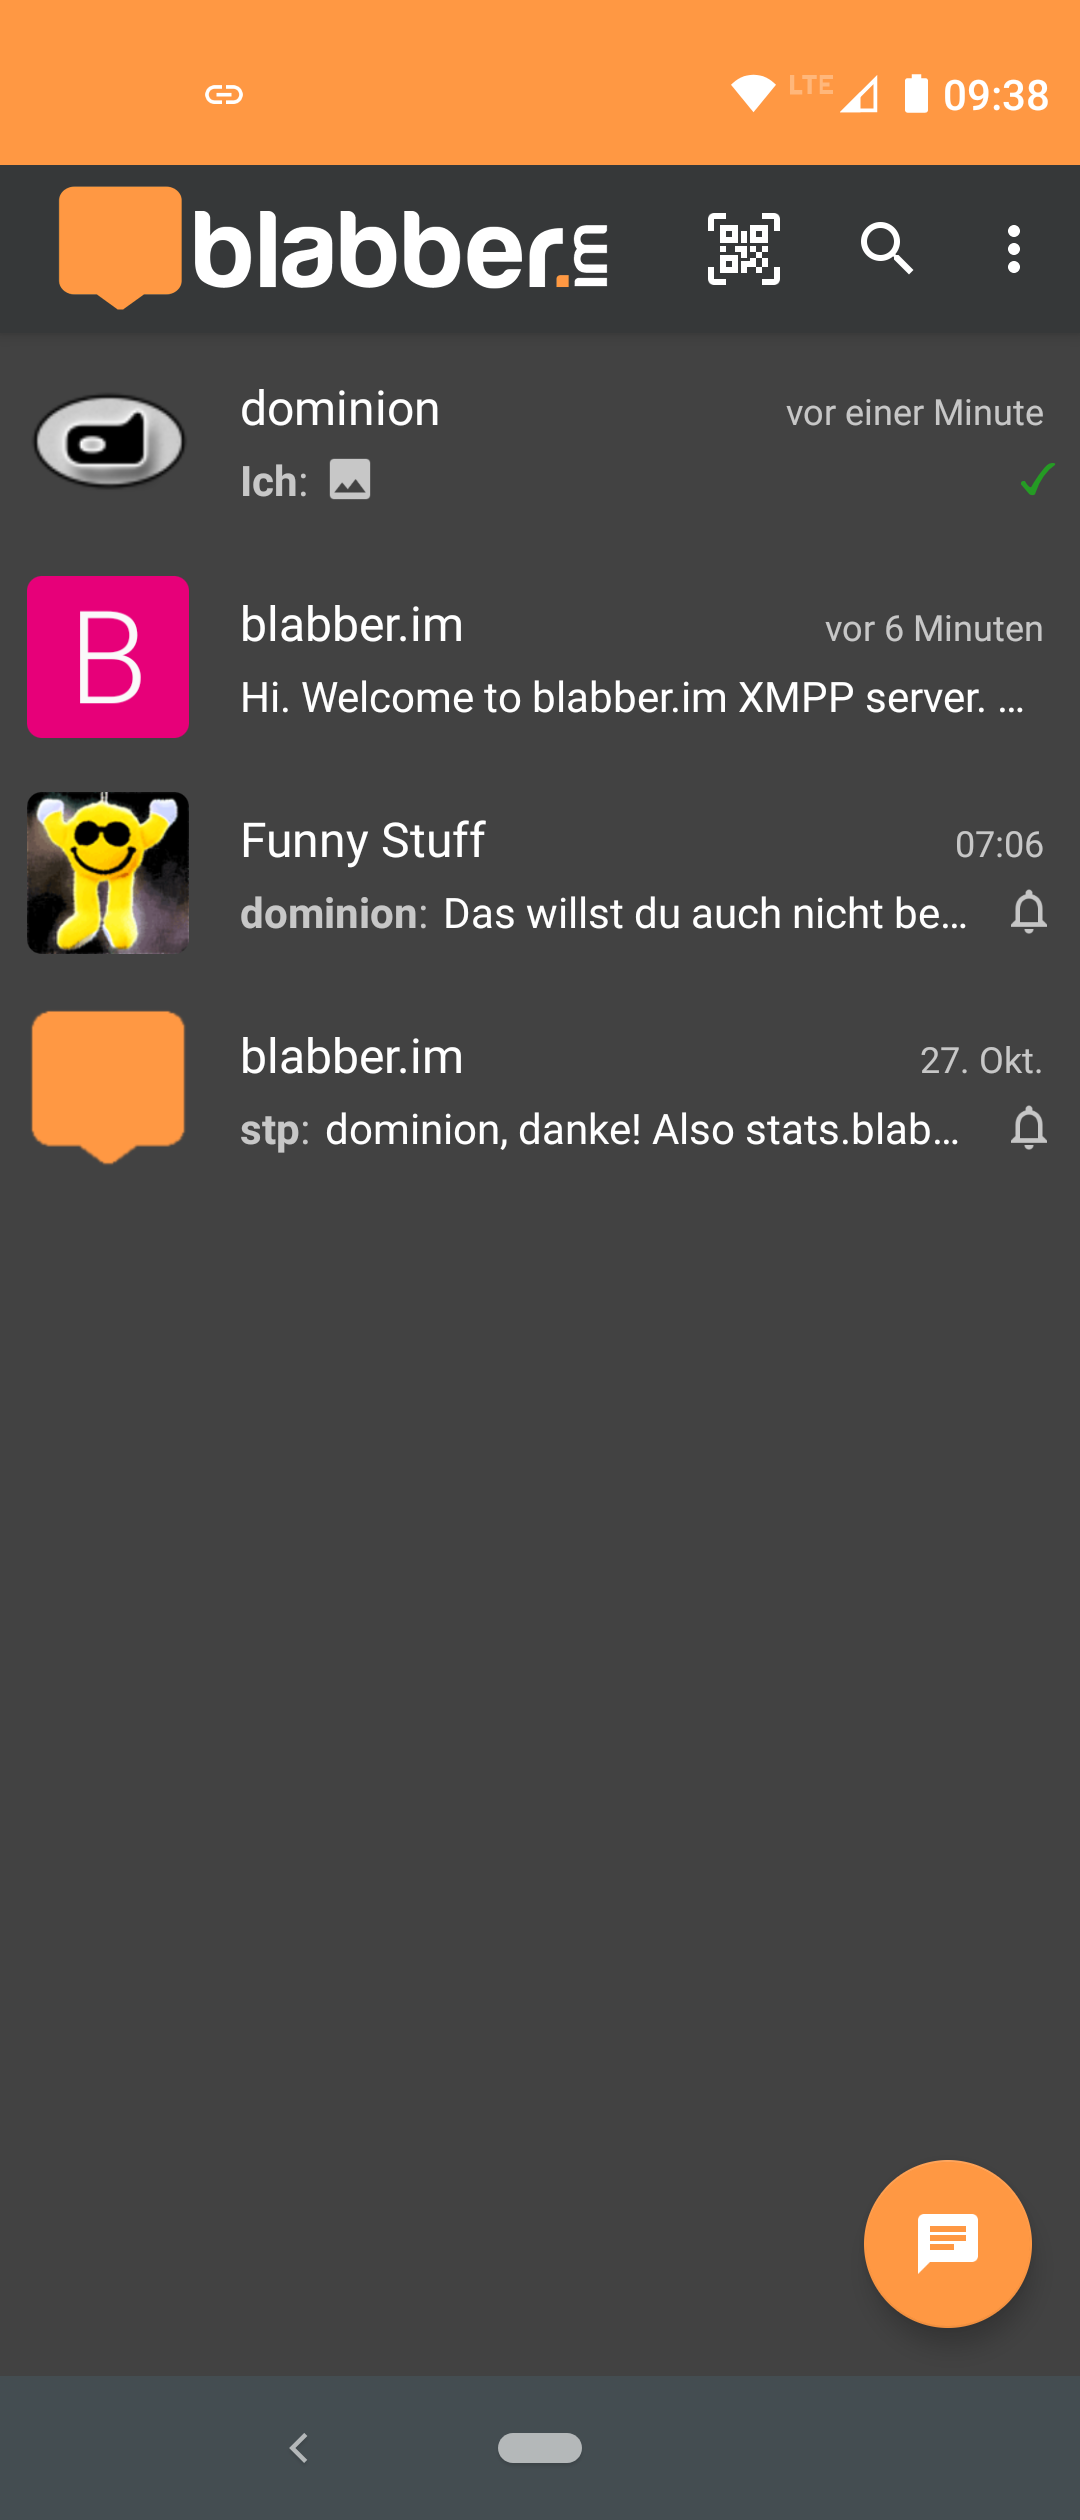 LTE 09:38
blabber.im
dominion vor einer Minute
Ich:
B blabber.im vor 6 Minuten
Hi. Welcome to blabber.im XMPP server. …
Funny Stuff 07:06
dominion: Das willst du auch nicht be…
blabber.im 27. Okt.
stp: dominion, danke! Also stats.blab…